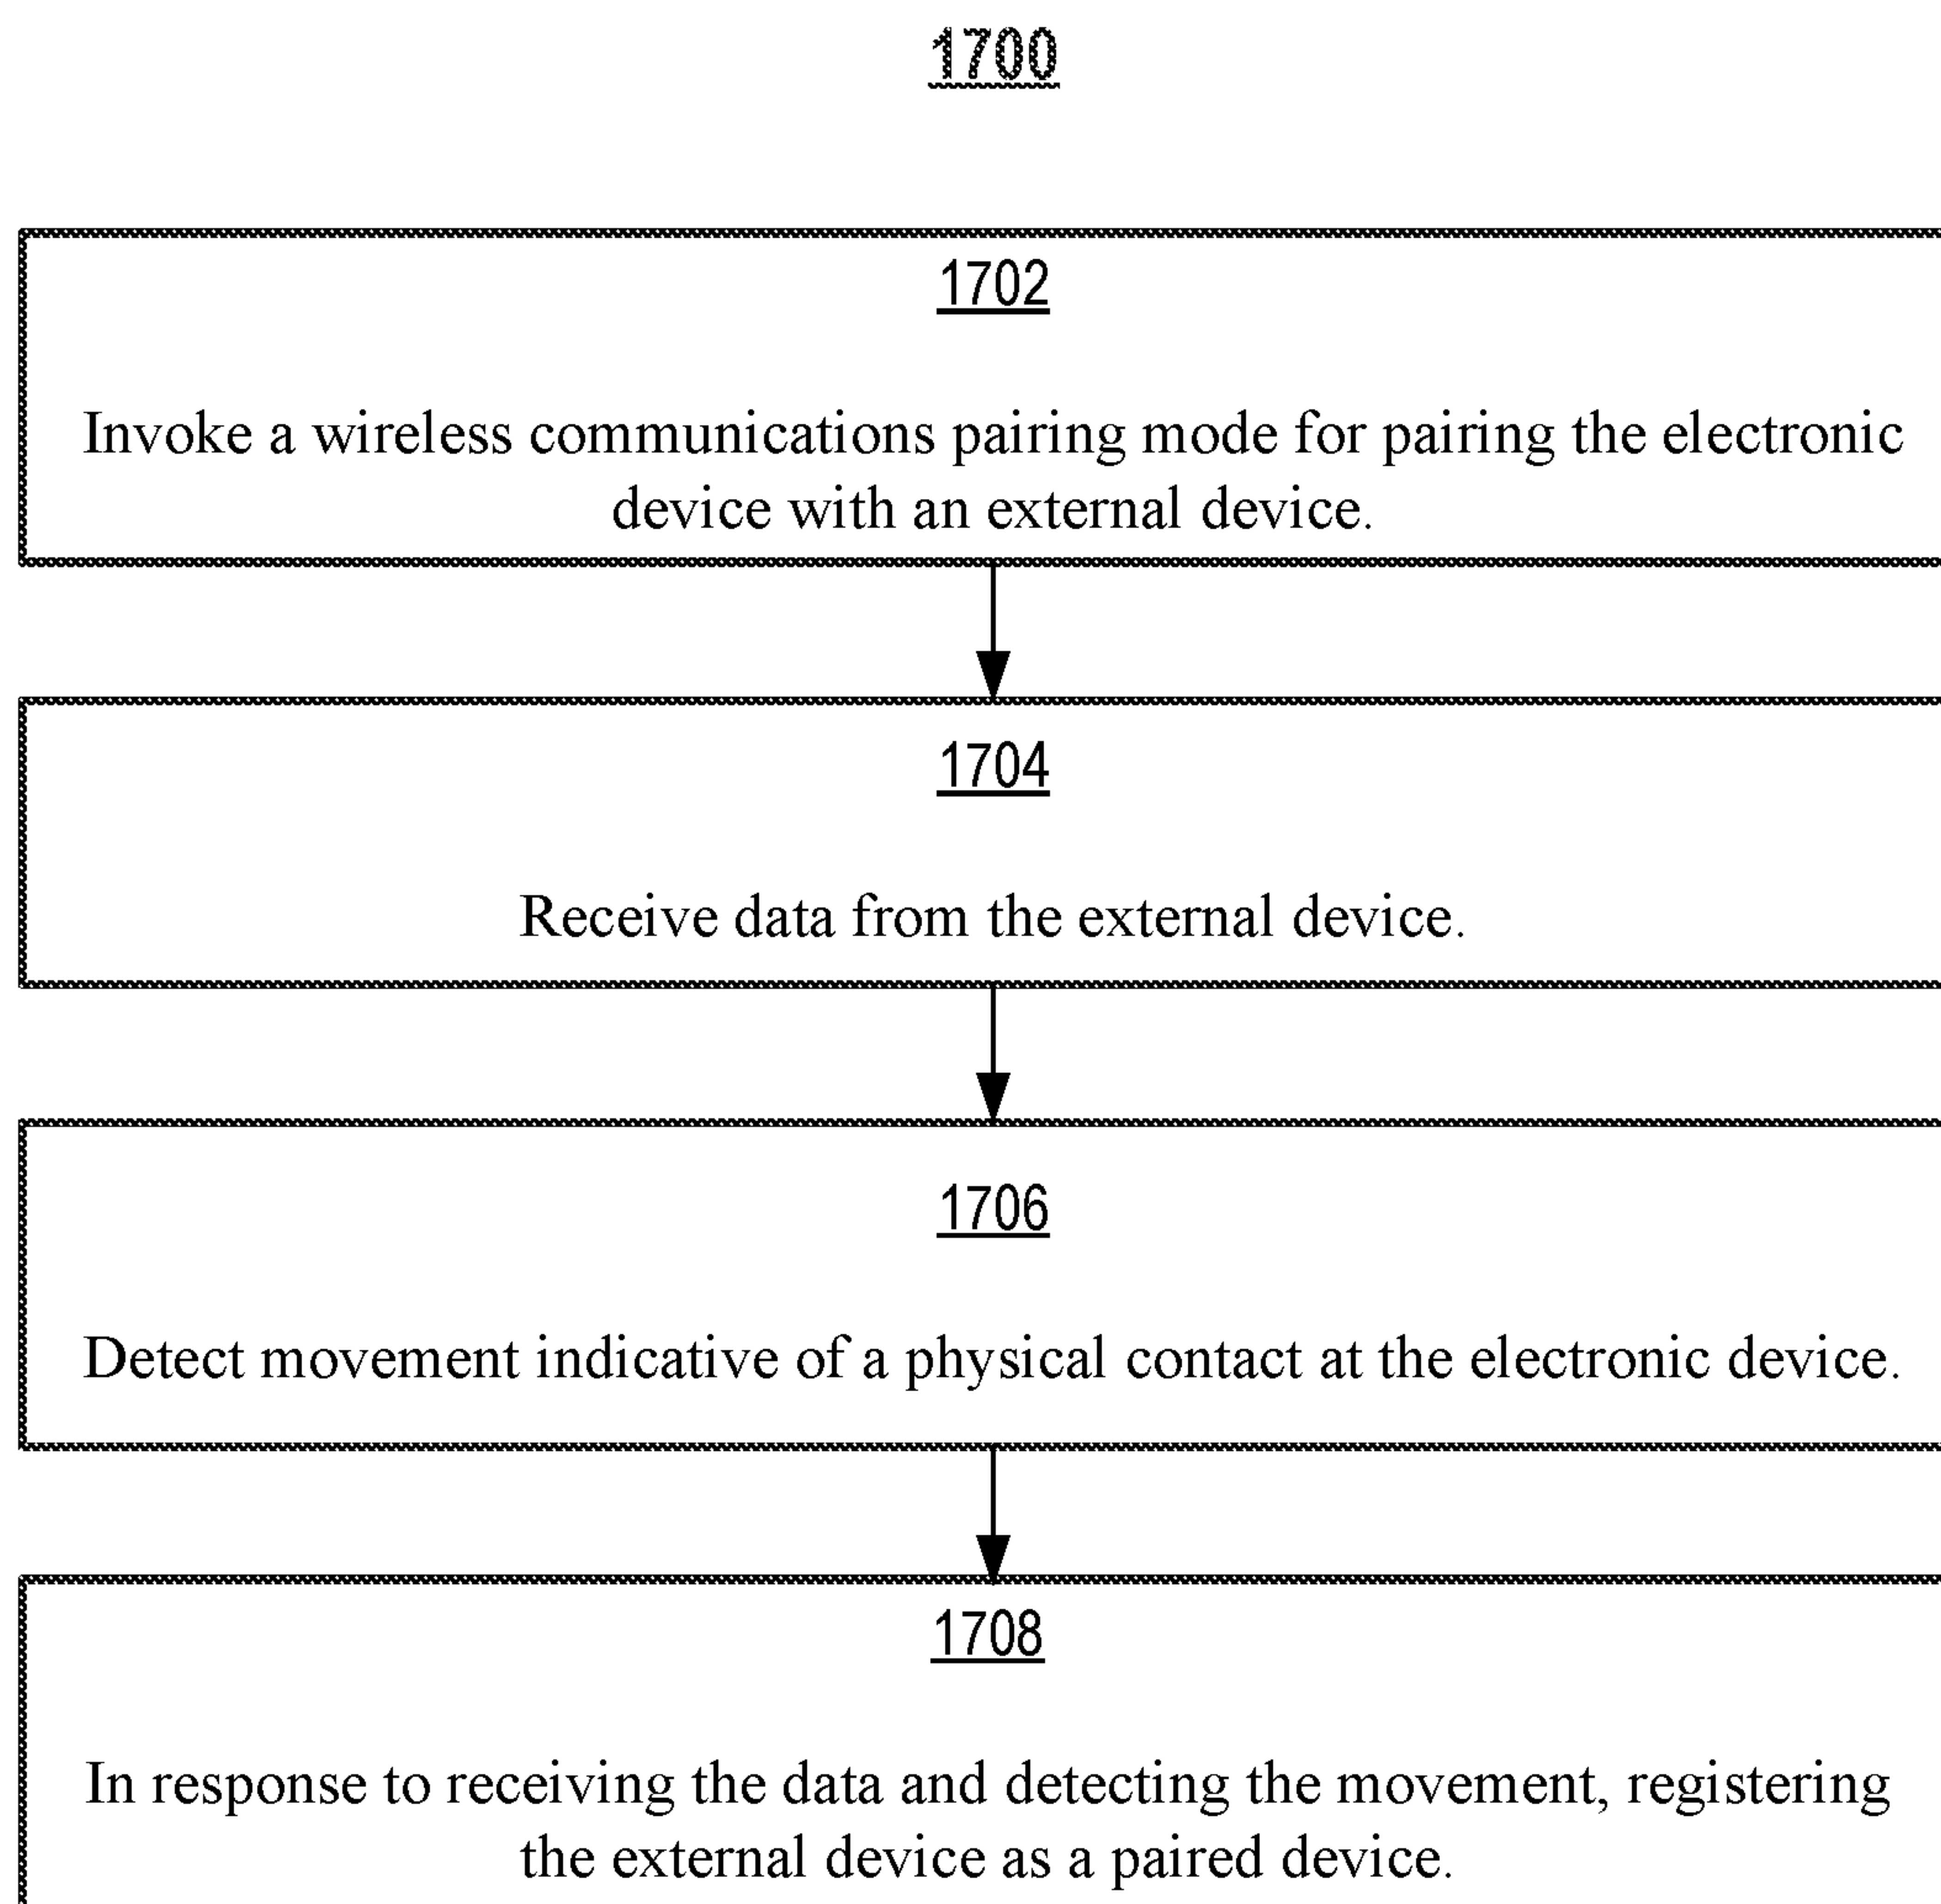 1700
1702
Invoke a wireless communications pairing mode for pairing the electronic
device with an external device.
1704
Receive data from the external device.
1706
Detect movement indicative of a physical contact at the electronic device.
1708
In response to receiving the data and detecting the movement, registering
the external device as a paired device.